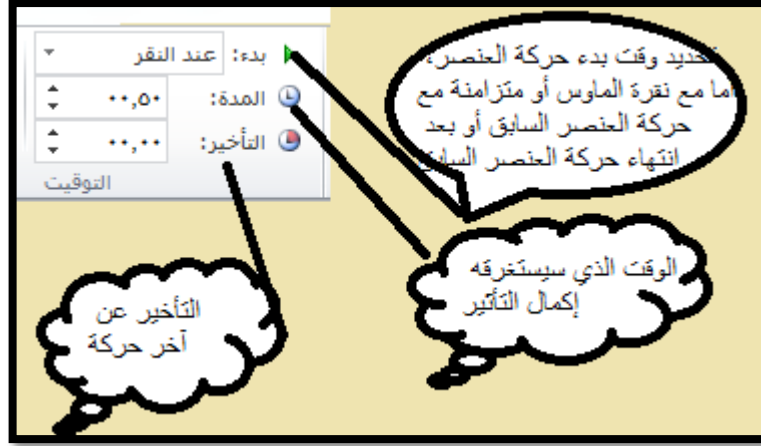 بدء: عند النقر
المدة: ٠٠,٥٠
التأخير: ٠٠,٠٠
التوقيت
تحديد وقت بدء حركة العنصر،
اما مع نقرة الماوس أو متزامنة مع
حركة العنصر السابق أو بعد
انتهاء حركة العنصر السابق
الوقت الذي سيستغرقه
إكمال التأثير
التأخير عن
آخر حركة